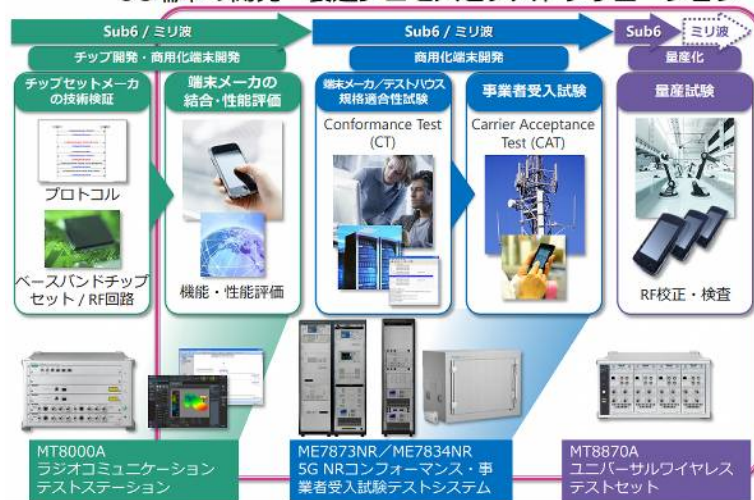 Sub6 / ミリ波
Sub6 / ミリ波
Sub6
ミリ波
チップ開発・商用化端末開発
商用化端末開発
量産化
チップセットメーカ
の技術検証
プロトコル
ベースバンドチップ
セット / RF回路
端末メーカの
結合・性能評価
機能・性能評価
端末メーカ/テストハウス
規格適合性試験
Conformance Test
(CT)
事業者受入試験
Carrier Acceptance
Test (CAT)
量産試験
RF校正・検査
MT8000A
ラジオコミュニケーション
テストステーション
ME7873NR／ME7834NR
5G NRコンフォーマンス・事
業者受入試験テストシステム
MT8870A
ユニバーサルワイヤレス
テストセット